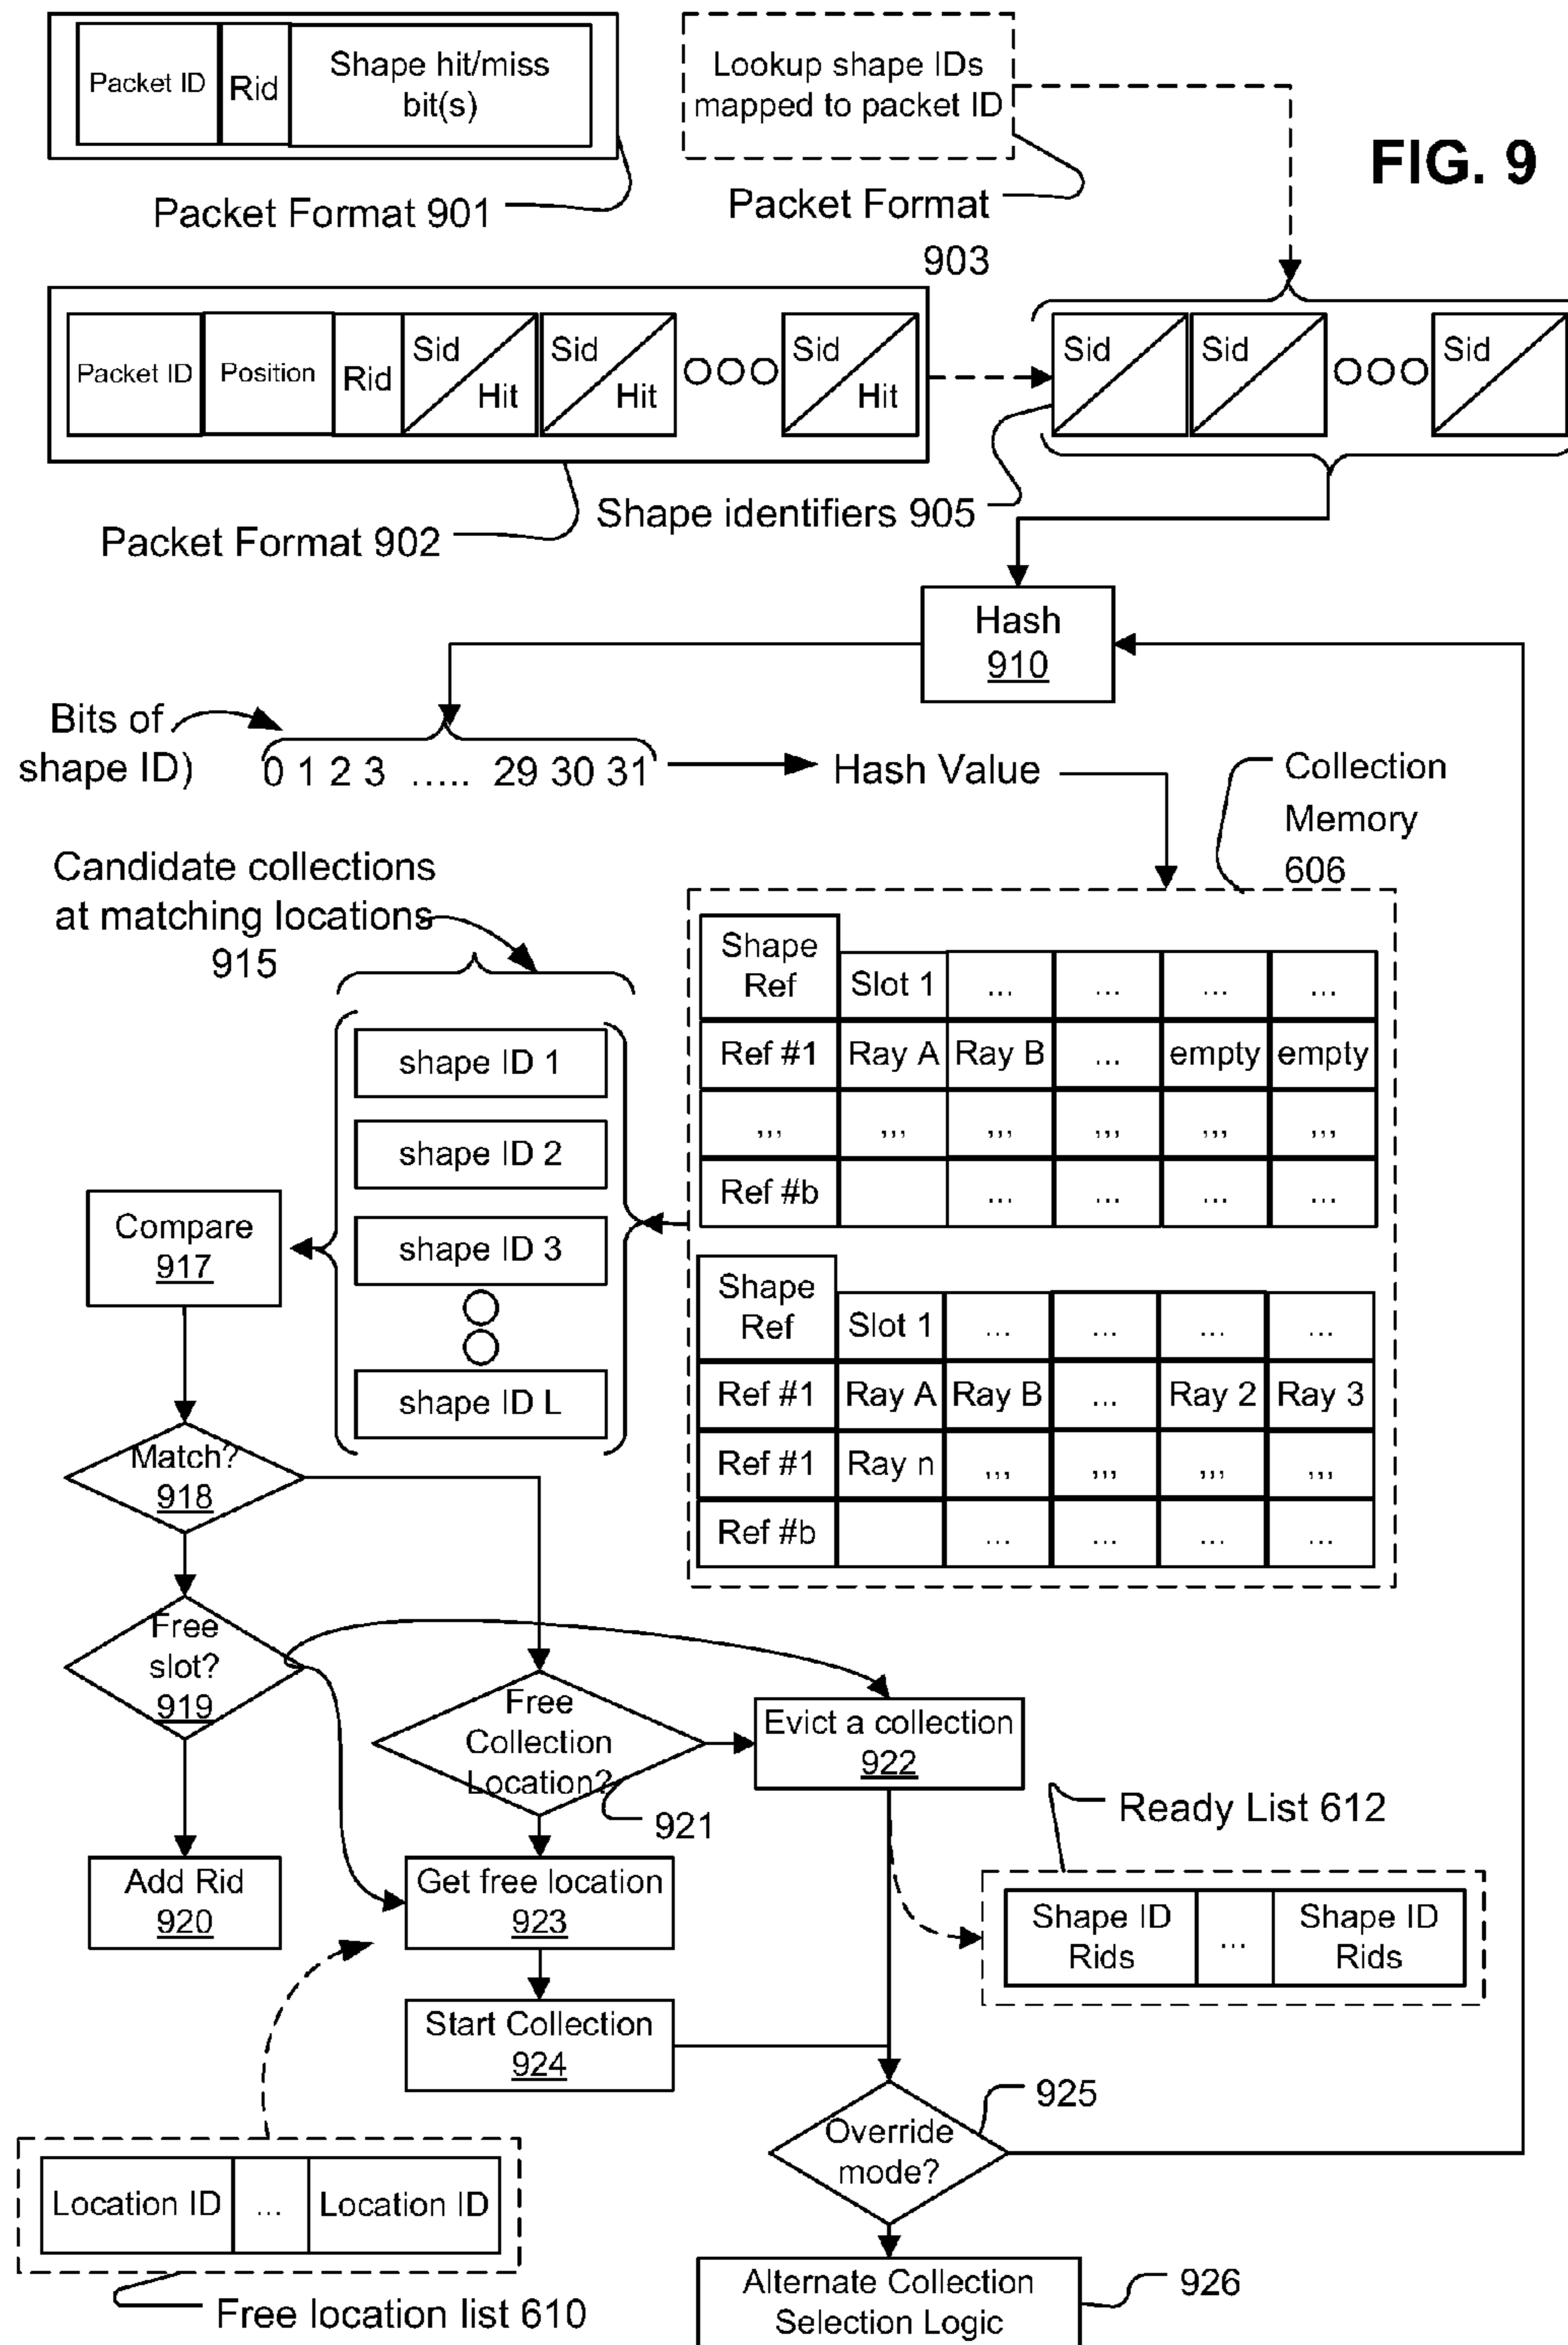 Packet ID
Rid
Shape hit/miss
bit(s)
Lookup shape IDs
mapped to packet ID
FIG. 9
Packet Format 901
Packet Format
903
Packet ID
Position
Rid
Sid
Hit
Sid
Hit
Sid
Hit
Sid
Sid
Sid
Shape identifiers 905
Packet Format 902
Hash
910
Bits of
shape ID)
0 1 2 3 ..... 29 30 31
Hash Value
Collection
Memory
606
Candidate collections
at matching locations
915
Shape
Ref
Slot 1 ... ... ... ...
Ref #1 Ray A Ray B ... empty empty
,,, ,,, ,,, ,,, ,,, ,,,
Ref #b ... ... ... ...
shape ID 1
shape ID 2
shape ID 3
shape ID L
Compare
917
Shape
Ref
Slot 1 ... ... ... ...
Ref #1 Ray A Ray B ... Ray 2 Ray 3
Ref #1 Ray n ,,, ,,, ,,, ,,,
Ref #b ... ... ... ...
Match?
918
Free
slot?
919
Free
Collection
Location?
921
Evict a collection
922
Ready List 612
Add Rid
920
Get free location
923
Shape ID
Rids
...
Shape ID
Rids
Start Collection
924
925
Override
mode?
Location ID ... Location ID
Free location list 610
Alternate Collection
Selection Logic
926